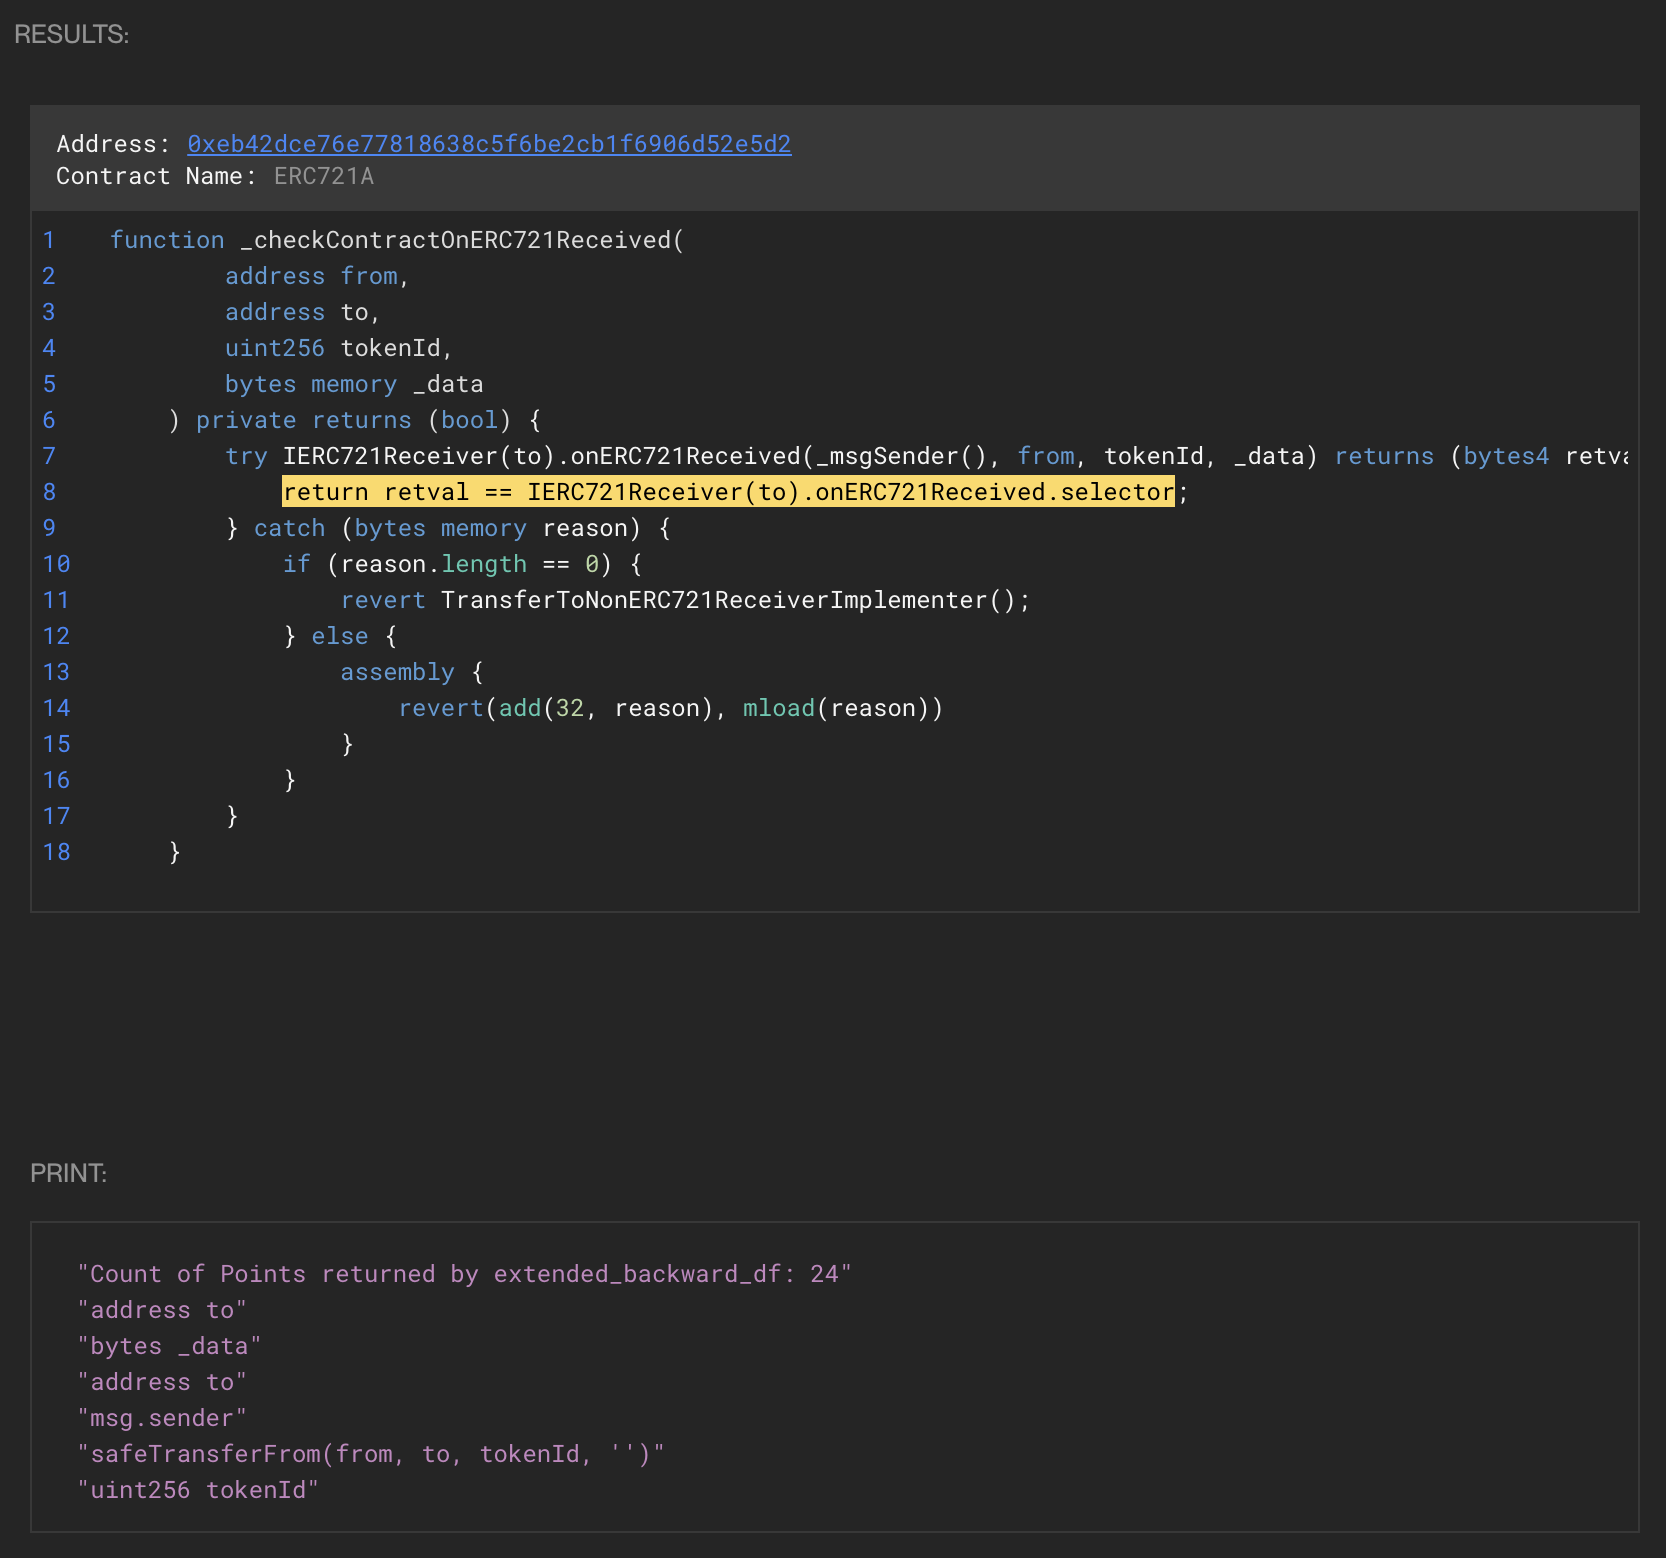 RESULTS:
Address: 0xeb42dce76e77818638c5f6be2cb1f6906d52e5d2
Contract Name: ERC721A
1 function _checkContractOnERC721Received(
2 address from,
3 address to,
4 uint256 tokenId,
5 bytes memory _data
6 ) private returns (bool) {
7 try IERC721Receiver(to).onERC721Received(_msgSender(), from, tokenId, _data) returns (bytes4 retva
8 return retval == IERC721Receiver(to).onERC721Received.selector;
9 } catch (bytes memory reason) {
10 if (reason.length == 0) {
11 revert TransferToNonERC721ReceiverImplementer();
12 } else {
13 assembly {
14 revert(add(32, reason), mload(reason))
15 }
16 }
17 }
18 }
PRINT:
"Count of Points returned by extended_backward_df: 24"
"address to"
"bytes _data"
"address to"
"msg.sender"
"safeTransferFrom(from, to, tokenId, '')"
"uint256 tokenId"